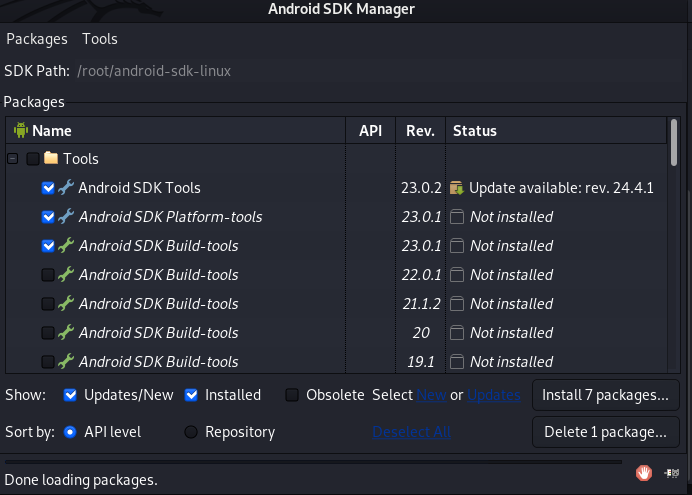 Android SDK Manager
Packages Tools
SDK Path: /root/android-sdk-linux
Packages
Name API Rev. Status
Tools
Android SDK Tools 23.0.2 Update available: rev. 24.4.1
Android SDK Platform-tools 23.0.1 Not installed
Android SDK Build-tools 23.0.1 Not installed
Android SDK Build-tools 22.0.1 Not installed
Android SDK Build-tools 21.1.2 Not installed
Android SDK Build-tools 20 Not installed
Android SDK Build-tools 19.1 Not installed
Show: Updates/New Installed Obsolete Select New or Updates Install 7 packages...
Sort by: API level Repository Deselect All Delete 1 package...
Done loading packages.